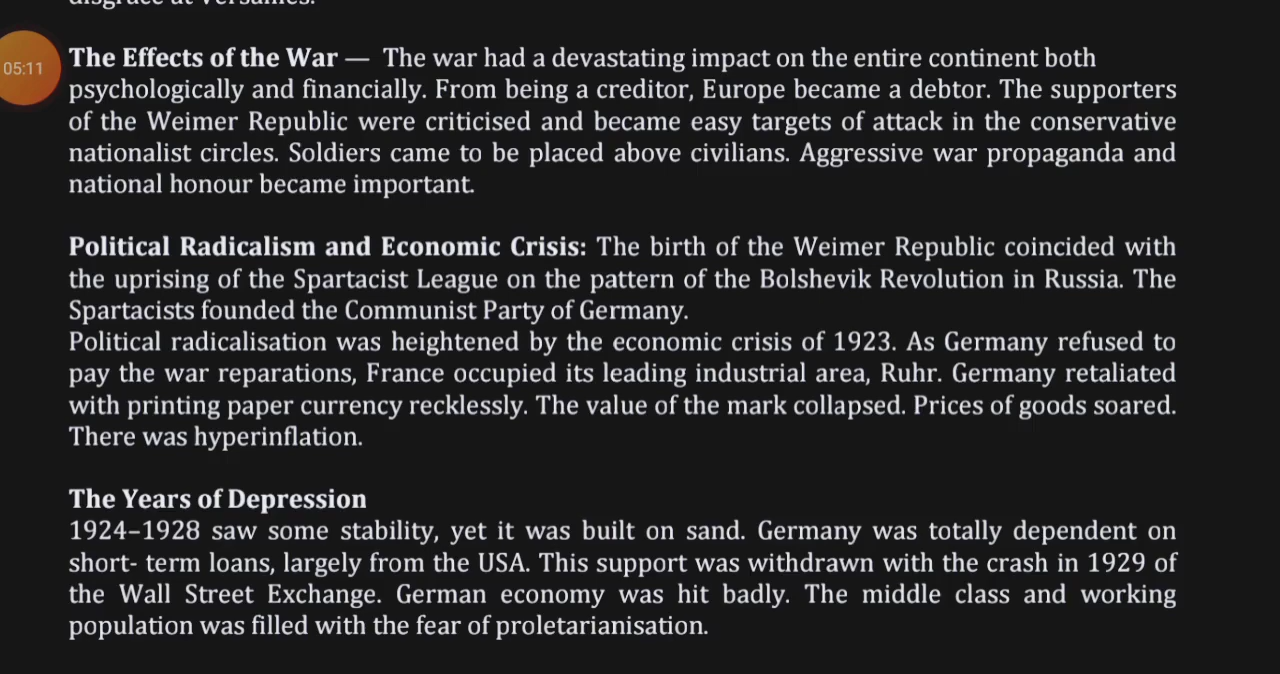 disgrace at Versailles.
05:11
The Effects of the War — The war had a devastating impact on the entire continent both
psychologically and financially. From being a creditor, Europe became a debtor. The supporters
of the Weimer Republic were criticised and became easy targets of attack in the conservative
nationalist circles. Soldiers came to be placed above civilians. Aggressive war propaganda and
national honour became important.
Political Radicalism and Economic Crisis: The birth of the Weimer Republic coincided with
the uprising of the Spartacist League on the pattern of the Bolshevik Revolution in Russia. The
Spartacists founded the Communist Party of Germany.
Political radicalisation was heightened by the economic crisis of 1923. As Germany refused to
pay the war reparations, France occupied its leading industrial area, Ruhr. Germany retaliated
with printing paper currency recklessly. The value of the mark collapsed. Prices of goods soared.
There was hyperinflation.
The Years of Depression
1924–1928 saw some stability, yet it was built on sand. Germany was totally dependent on
short- term loans, largely from the USA. This support was withdrawn with the crash in 1929 of
the Wall Street Exchange. German economy was hit badly. The middle class and working
population was filled with the fear of proletarianisation.